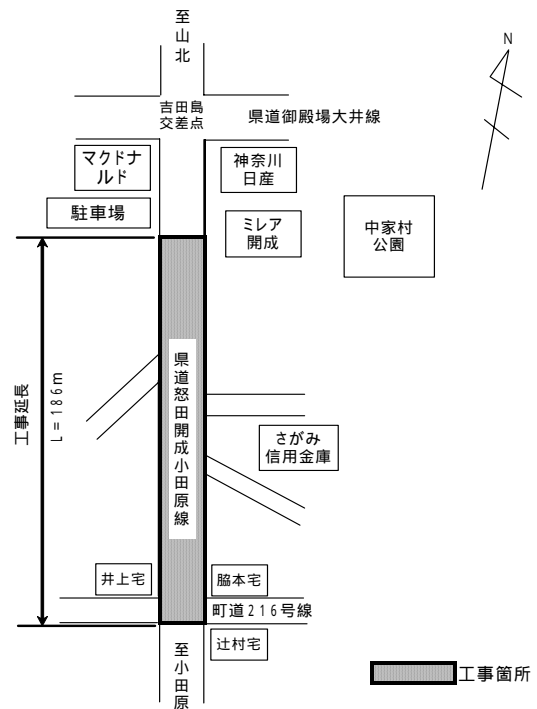 至山北
N
吉田島
交差点
県道御殿場大井線
マクドナ
ルド
神奈川
日産
駐車場
ミレア
開成
中家村
公園
工事延長
L=186m
県道怒田開成小田原線
さがみ
信用金庫
井上宅
脇本宅
町道216号線
辻村宅
至小田原
工事箇所